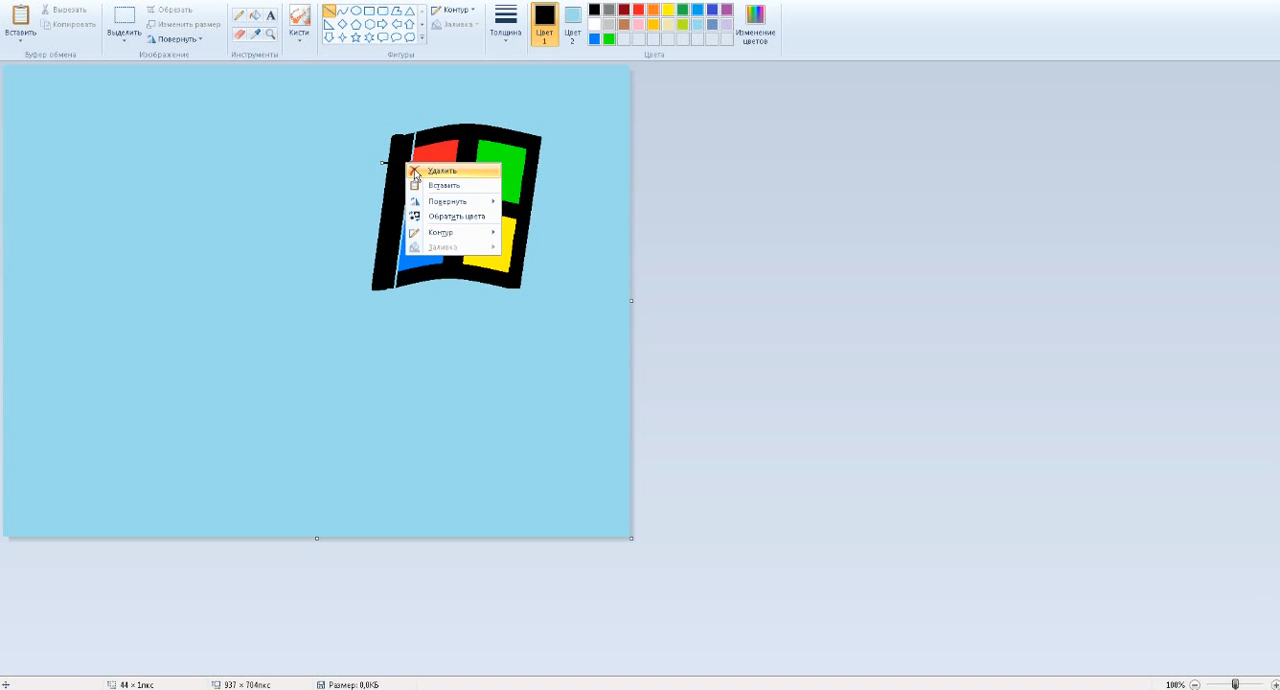 Вставить
Вырезать
Копировать
Буфер обмена
Выделить
Обрезать
Изменить размер
Повернуть
Изображение
A
Инструменты
Кисти
Контур
Заливка
Фигуры
Толщина
Цвет 1
Цвет 2
Изменение цветов
Цвета
Удалить
Вставить
Повернуть
Обратить цвета
Контур
Заливка
44 × 1пкс
937 × 704пкс
Размер: 0,0КБ
100%